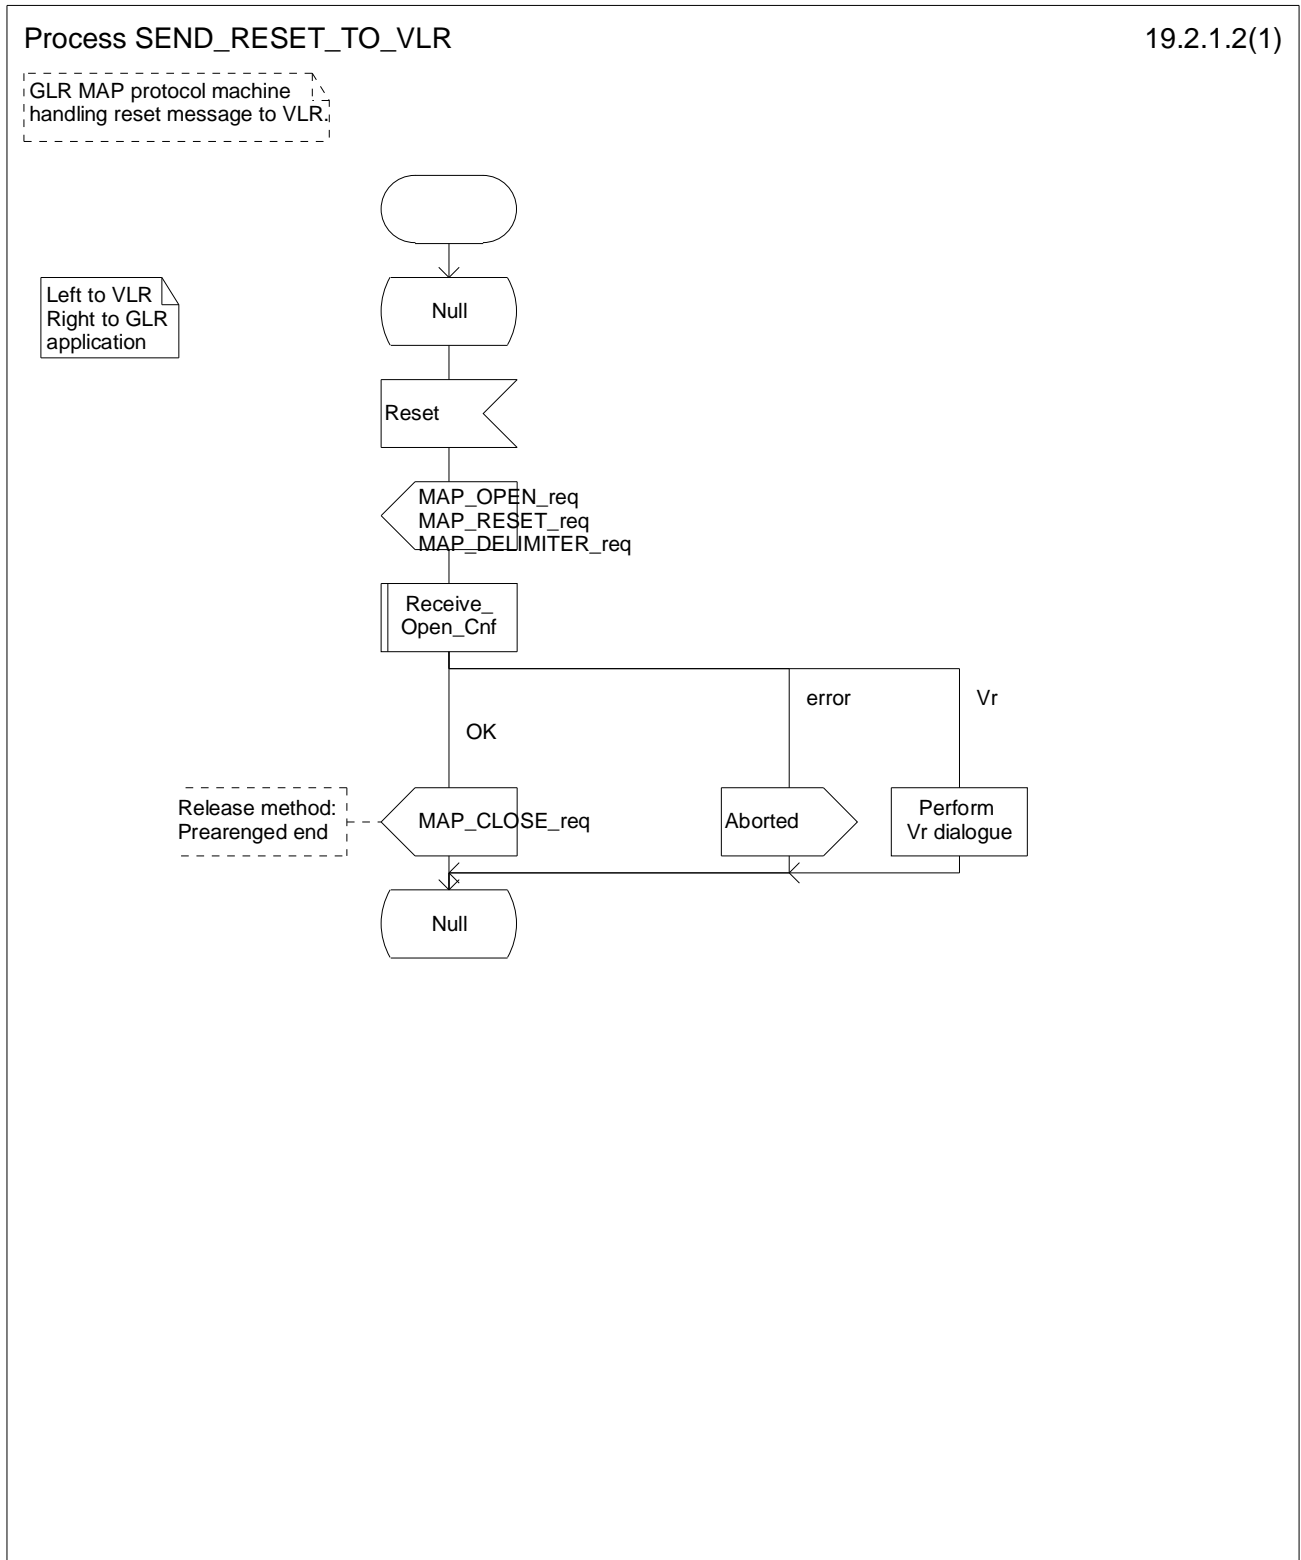 Process SEND_RESET_TO_VLR
19.2.1.2(1)
GLR MAP protocol machine
handling reset message to VLR.
Left to VLR
Right to GLR
application
Null
Reset
MAP_OPEN_req
MAP_RESET_req
MAP_DELIMITER_req
Receive_
Open_Cnf
error
Vr
OK
Release method:
Prearenged end
MAP_CLOSE_req
Aborted
Perform
Vr dialogue
Null